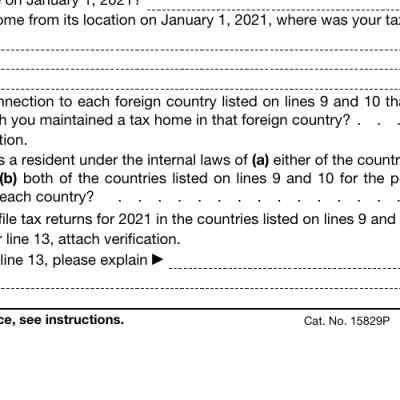 on January 1, 2021?
ome from its location on January 1, 2021, where was your ta
nnection to each foreign country listed on lines 9 and 10 th
h you maintained a tax home in that foreign country? . . .
tion.
s a resident under the internal laws of (a) either of the countr
(b) both of the countries listed on lines 9 and 10 for the p
each country? . . . . . . . . . . . . . . .
file tax returns for 2021 in the countries listed on lines 9 and
line 13, attach verification.
line 13, please explain ▶
ce, see instructions. Cat. No. 15829P